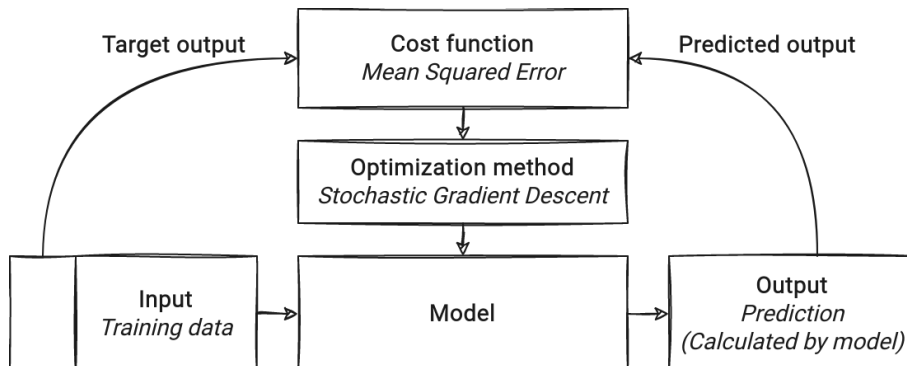 Target output
Cost function
Mean Squared Error
Predicted output
Optimization method
Stochastic Gradient Descent
Input
Training data
Model
Output
Prediction
(Calculated by model)